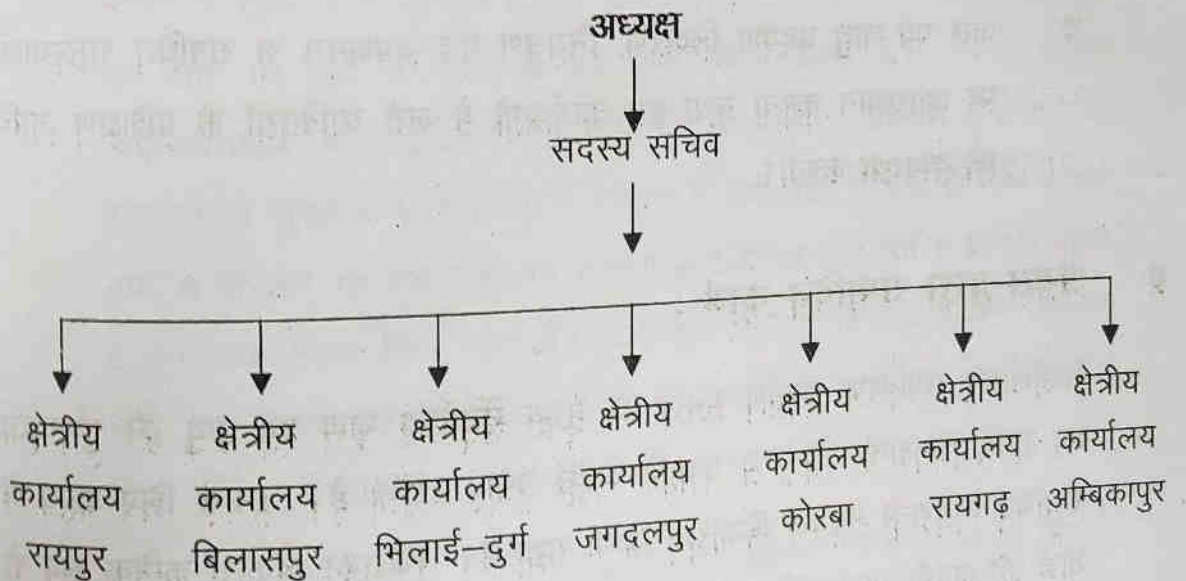 अध्यक्ष
सदस्य सचिव
क्षेत्रीय
कार्यालय
रायपुर
क्षेत्रीय
कार्यालय
बिलासपुर
क्षेत्रीय
कार्यालय
भिलाई–दुर्ग
क्षेत्रीय
कार्यालय
जगदलपुर
क्षेत्रीय
कार्यालय
कोरबा
क्षेत्रीय
कार्यालय
रायगढ़
क्षेत्रीय
कार्यालय
अम्बिकापुर